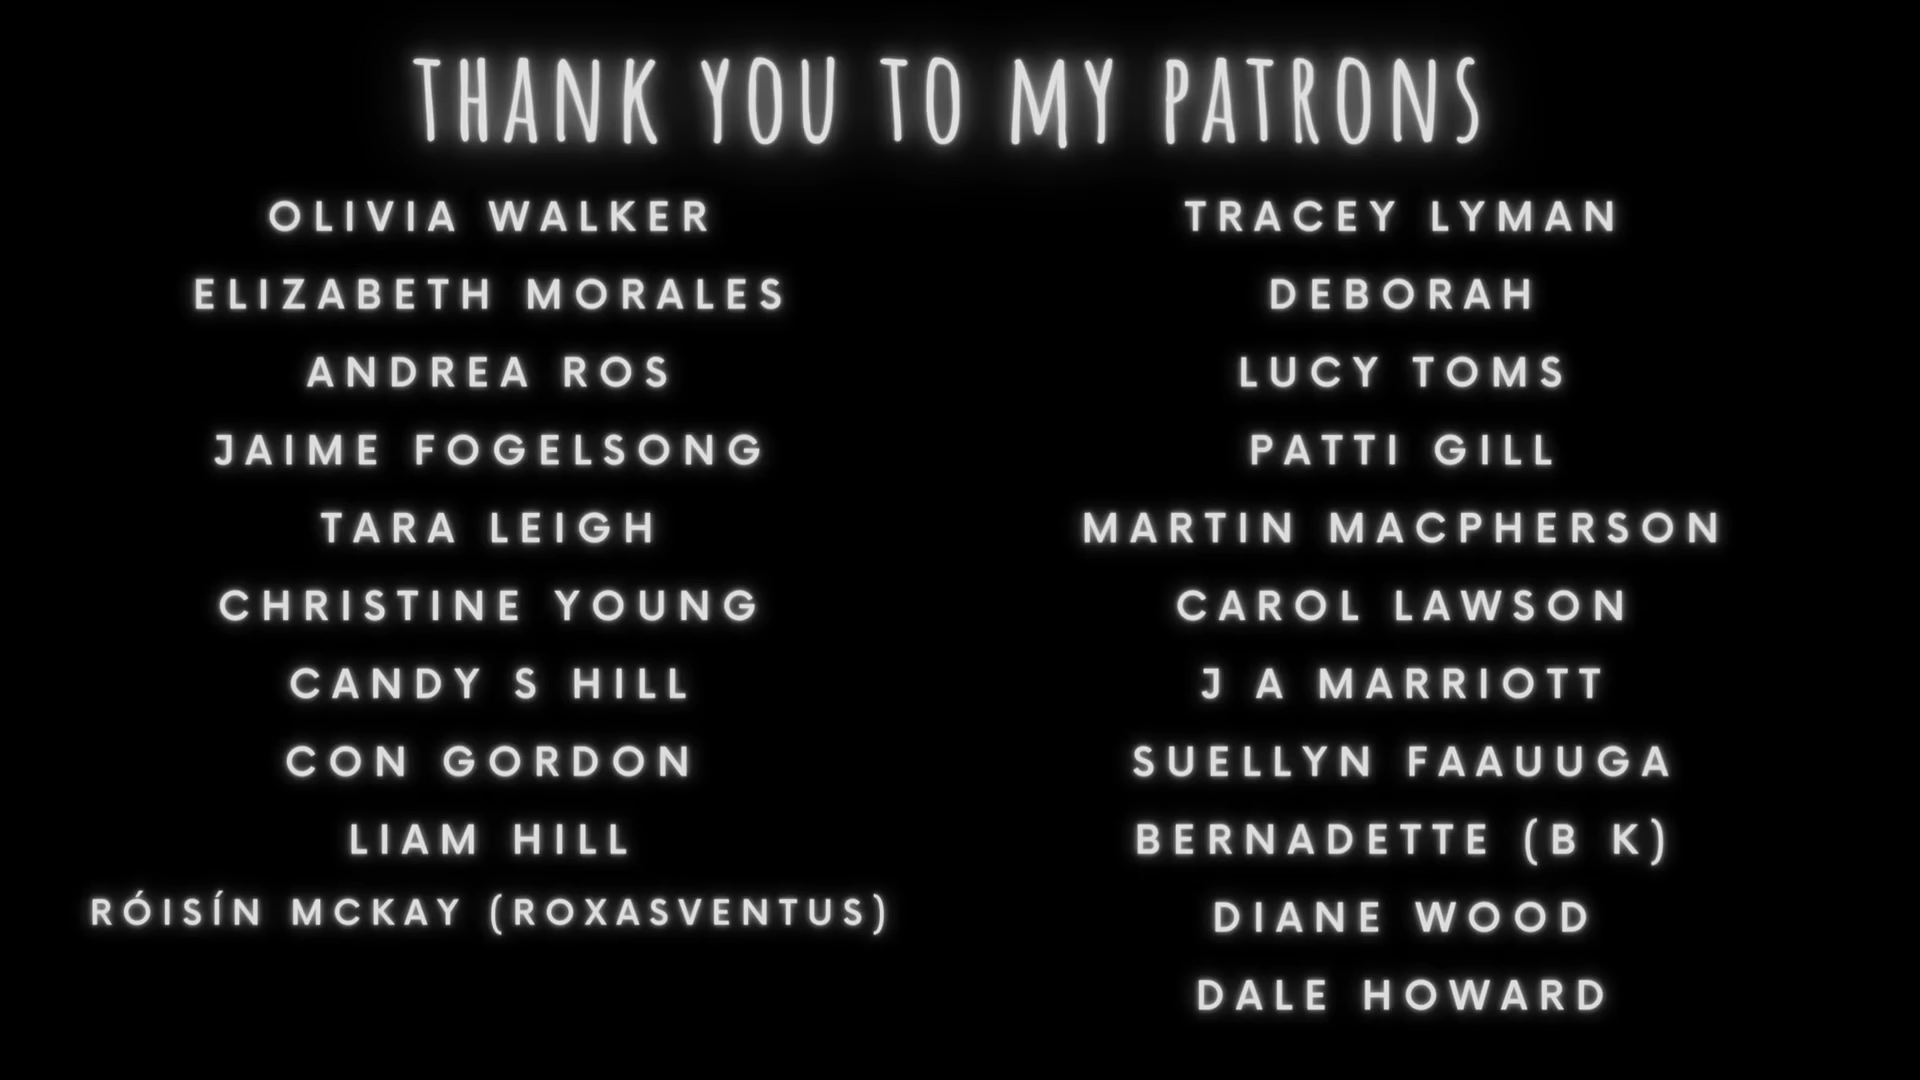 THANK YOU TO MY PATRONS
OLIVIA WALKER
ELIZABETH MORALES
ANDREA ROS
JAIME FOGELSONG
TARA LEIGH
CHRISTINE YOUNG
CANDY S HILL
CON GORDON
LIAM HILL
RÓISÍN MCKAY (ROXASVENTUS)
TRACEY LYMAN
DEBORAH
LUCY TOMS
PATTI GILL
MARTIN MACPHERSON
CAROL LAWSON
J A MARRIOTT
SUELLYN FAAUUGA
BERNADETTE (B K)
DIANE WOOD
DALE HOWARD